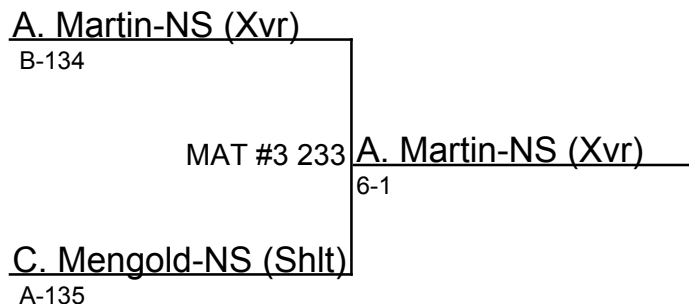 A. Martin-NS (Xvr)
B-134
MAT #3 233
A. Martin-NS (Xvr)
6-1
C. Mengold-NS (Shlt)
A-135